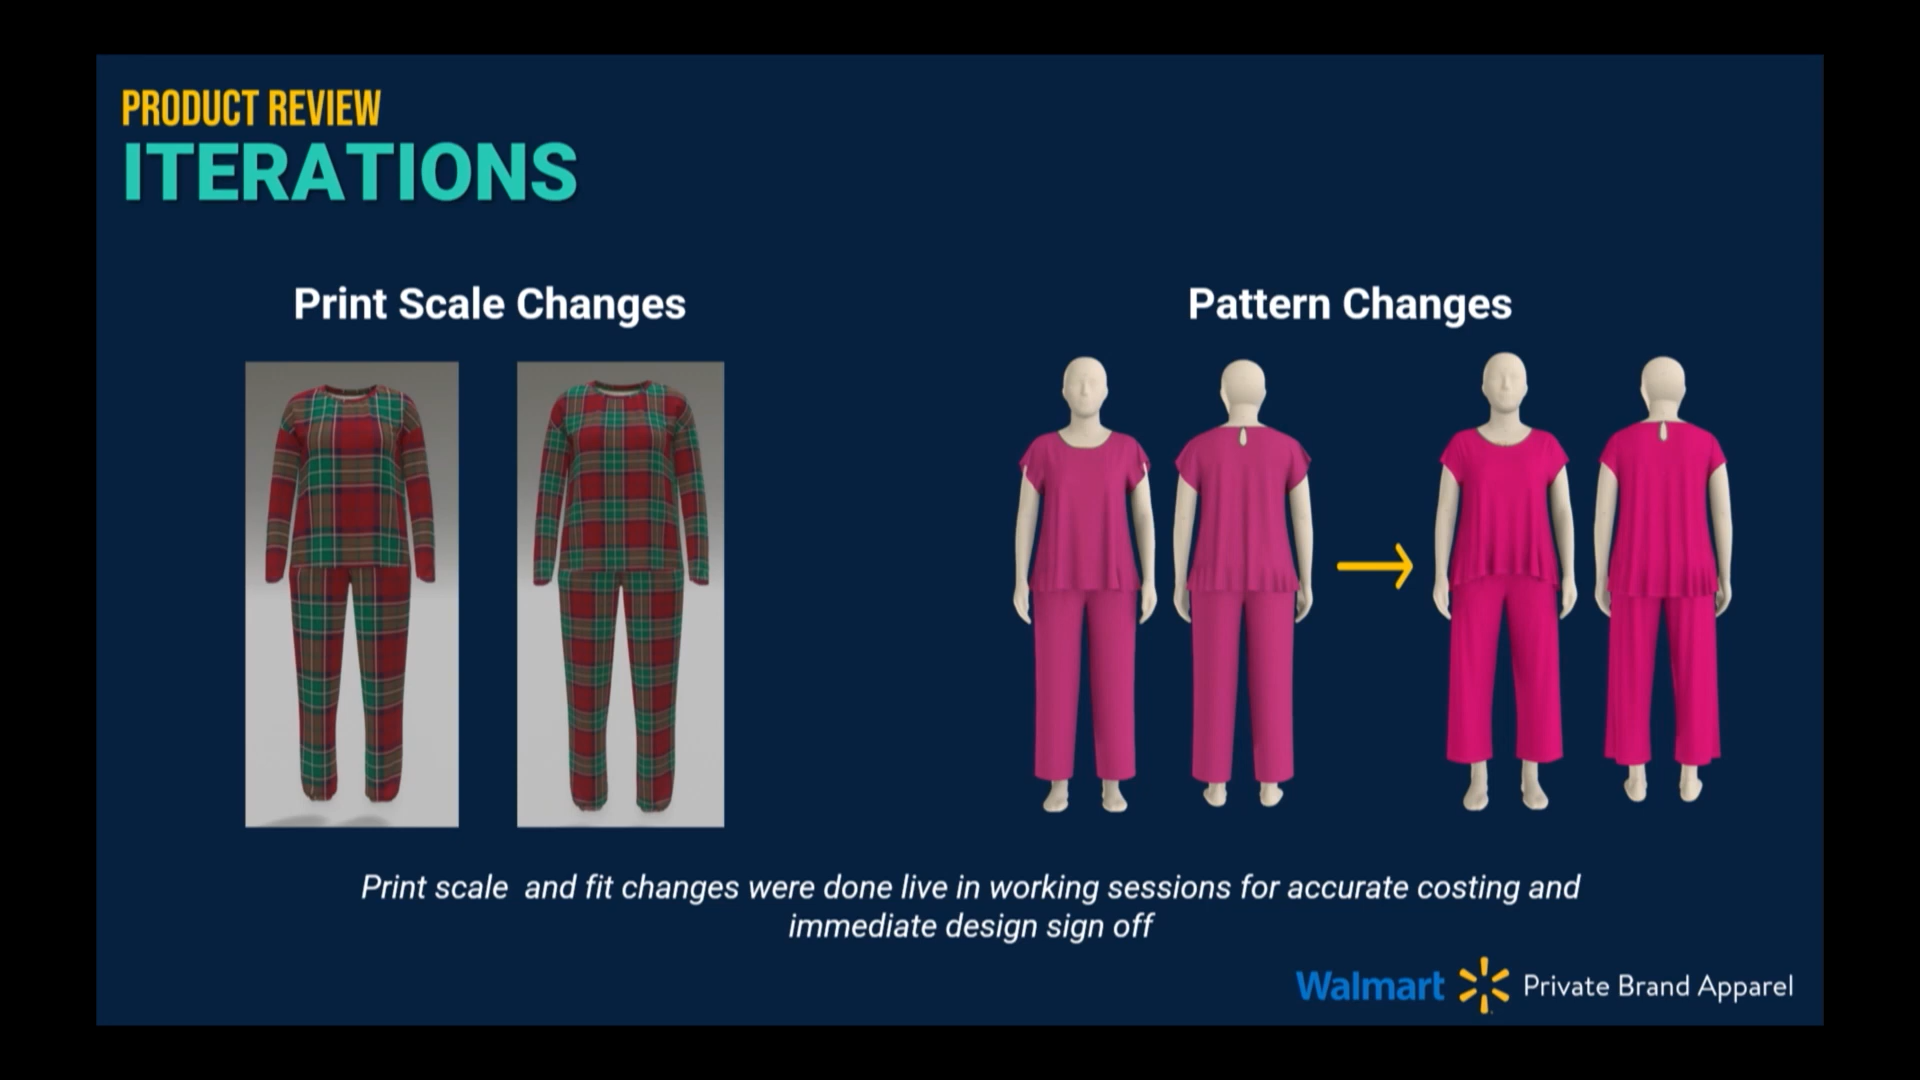 PRODUCT REVIEW
ITERATIONS
Print Scale Changes
Pattern Changes
Print scale  and fit changes were done live in working sessions for accurate costing and
immediate design sign off
Walmart Private Brand Apparel